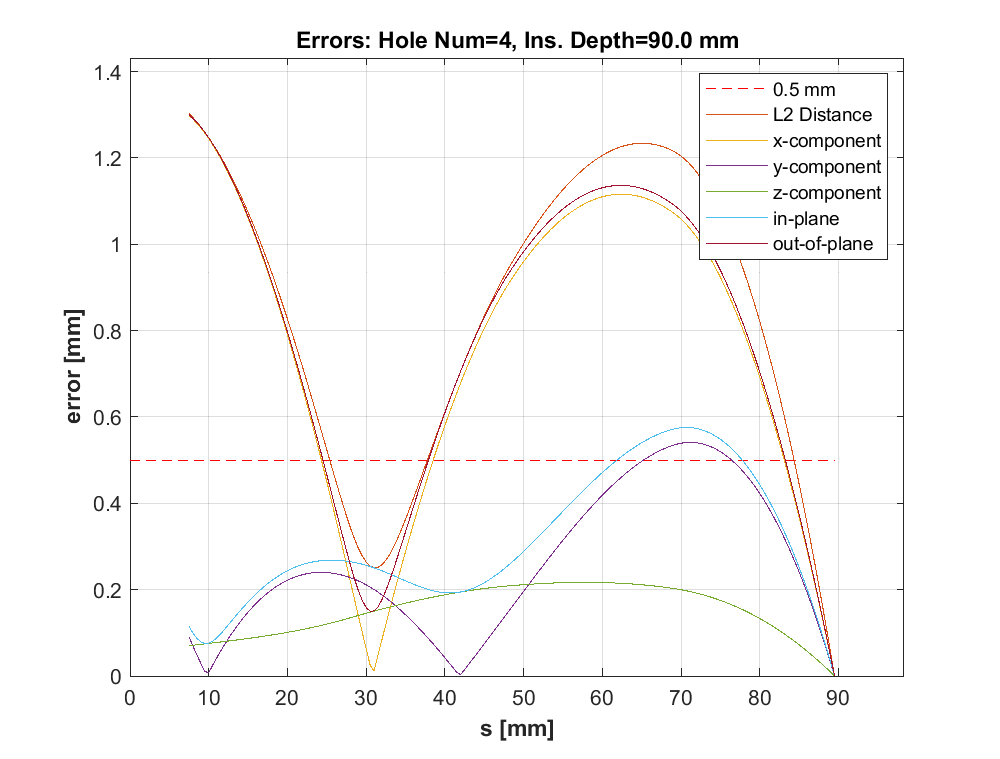 Errors: Hole Num=4, Ins. Depth=90.0 mm
1.4
1.2
1
0.8
0.6
0.4
0.2
0
error [mm]
0.5 mm
L2 Distance
x-component
y-component
z-component
in-plane
out-of-plane
0 10 20 30 40 50 60 70 80 90
s [mm]